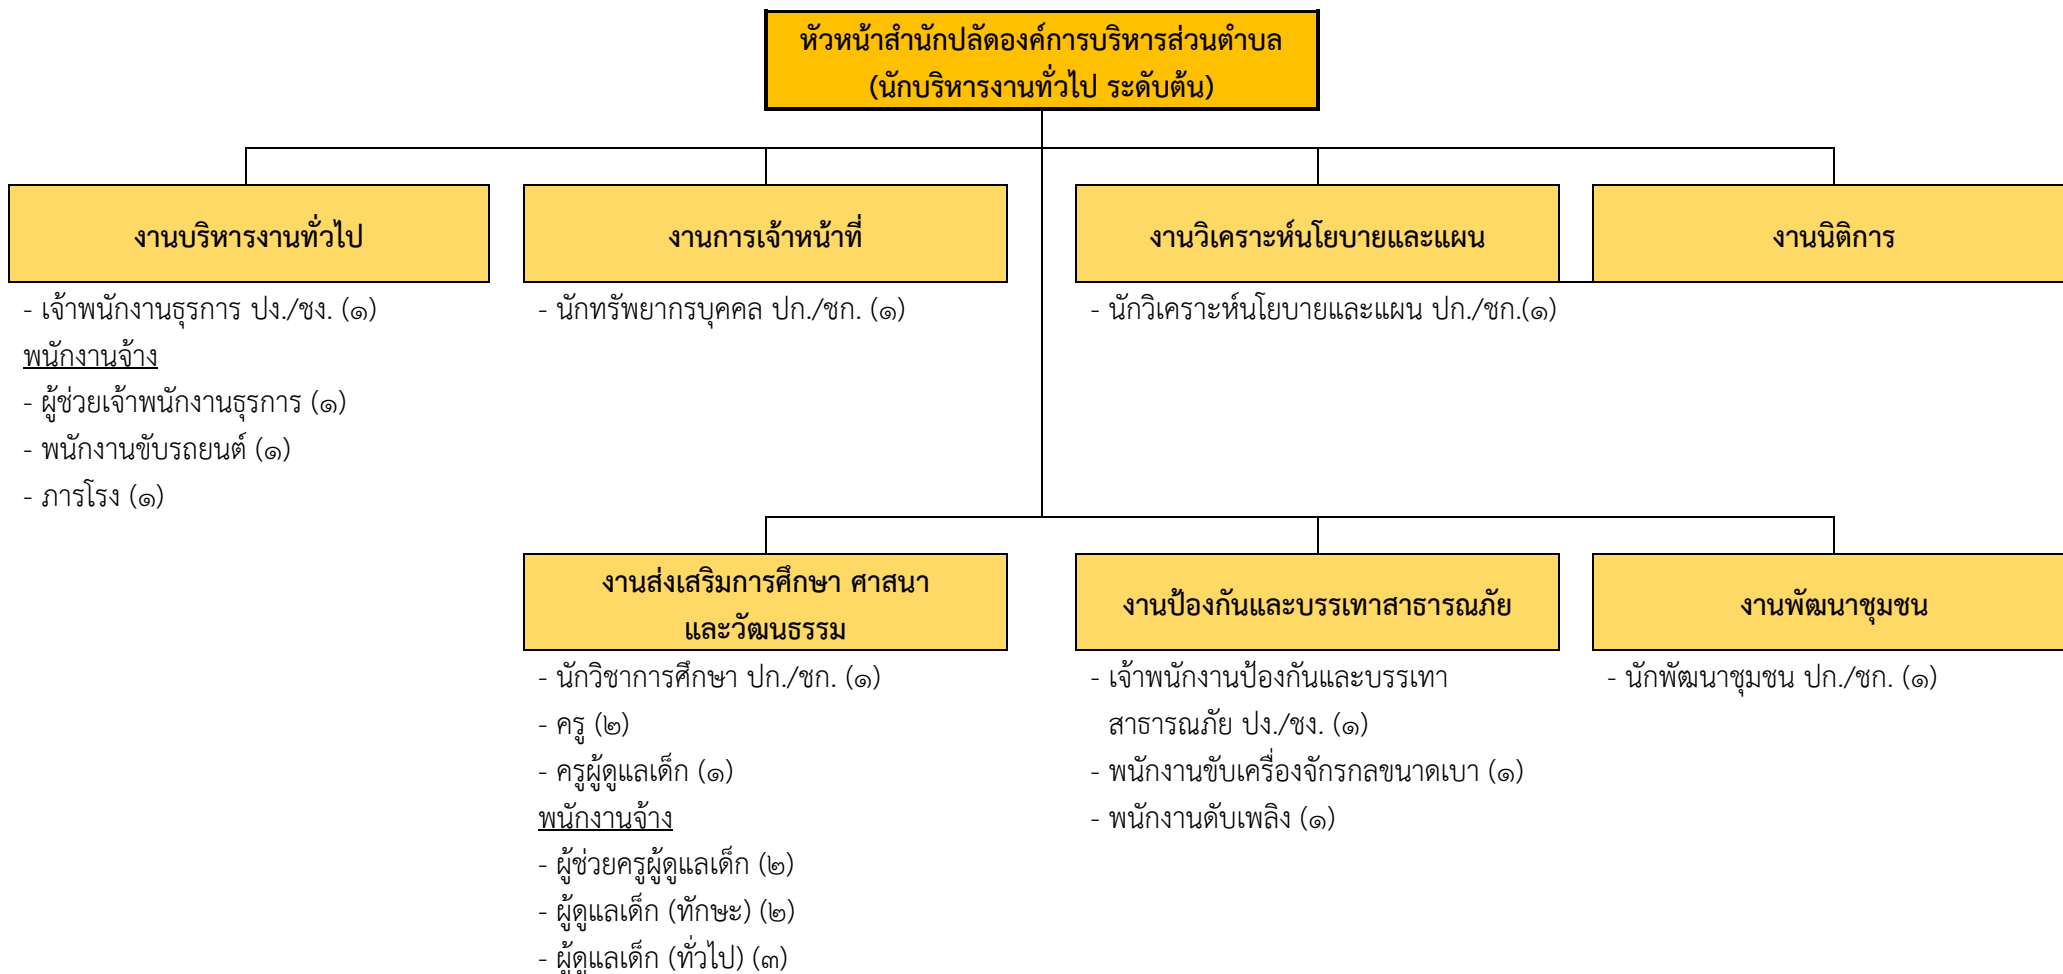 หัวหน้าสำนักปลัดองค์การบริหารส่วนตำบล
(นักบริหารงานทั่วไป ระดับต้น)
งานบริหารงานทั่วไป
- เจ้าพนักงานธุรการ ปง./ชง. (๑)
พนักงานจ้าง
- ผู้ช่วยเจ้าพนักงานธุรการ (๑)
- พนักงานขับรถยนต์ (๑)
- ภารโรง (๑)
งานการเจ้าหน้าที่
- นักทรัพยากรบุคคล ปก./ชก. (๑)
งานวิเคราะห์นโยบายและแผน
- นักวิเคราะห์นโยบายและแผน ปก./ชก.(๑)
งานนิติการ
งานส่งเสริมการศึกษา ศาสนา
และวัฒนธรรม
- นักวิชาการศึกษา ปก./ชก. (๑)
- ครู (๒)
- ครูผู้ดูแลเด็ก (๑)
พนักงานจ้าง
- ผู้ช่วยครูผู้ดูแลเด็ก (๒)
- ผู้ดูแลเด็ก (ทักษะ) (๒)
- ผู้ดูแลเด็ก (ทั่วไป) (๓)
งานป้องกันและบรรเทาสาธารณภัย
- เจ้าพนักงานป้องกันและบรรเทา
สาธารณภัย ปง./ชง. (๑)
- พนักงานขับเครื่องจักรกลขนาดเบา (๑)
- พนักงานดับเพลิง (๑)
งานพัฒนาชุมชน
- นักพัฒนาชุมชน ปก./ชก. (๑)